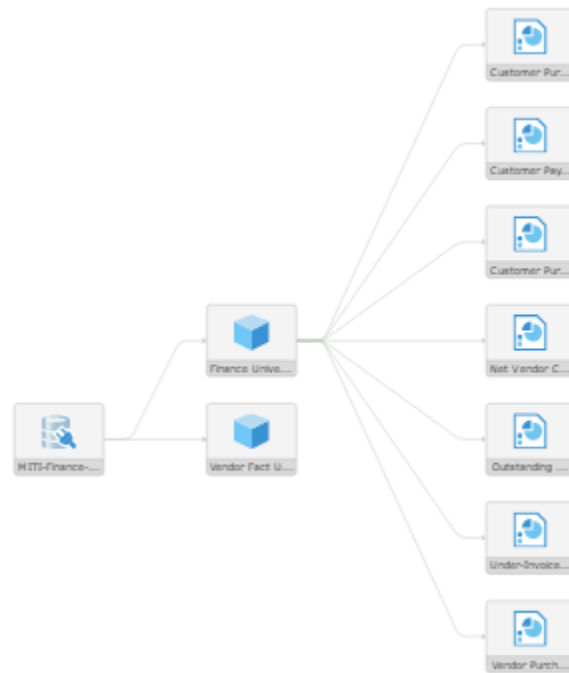 Customer Pur...
Customer Pay...
Customer Pur...
Finance Unive...
Net Vendor C...
MITI-Finance-...
Vendor Fact U...
Outstanding ...
Under-Invoice...
Vendor Purch...